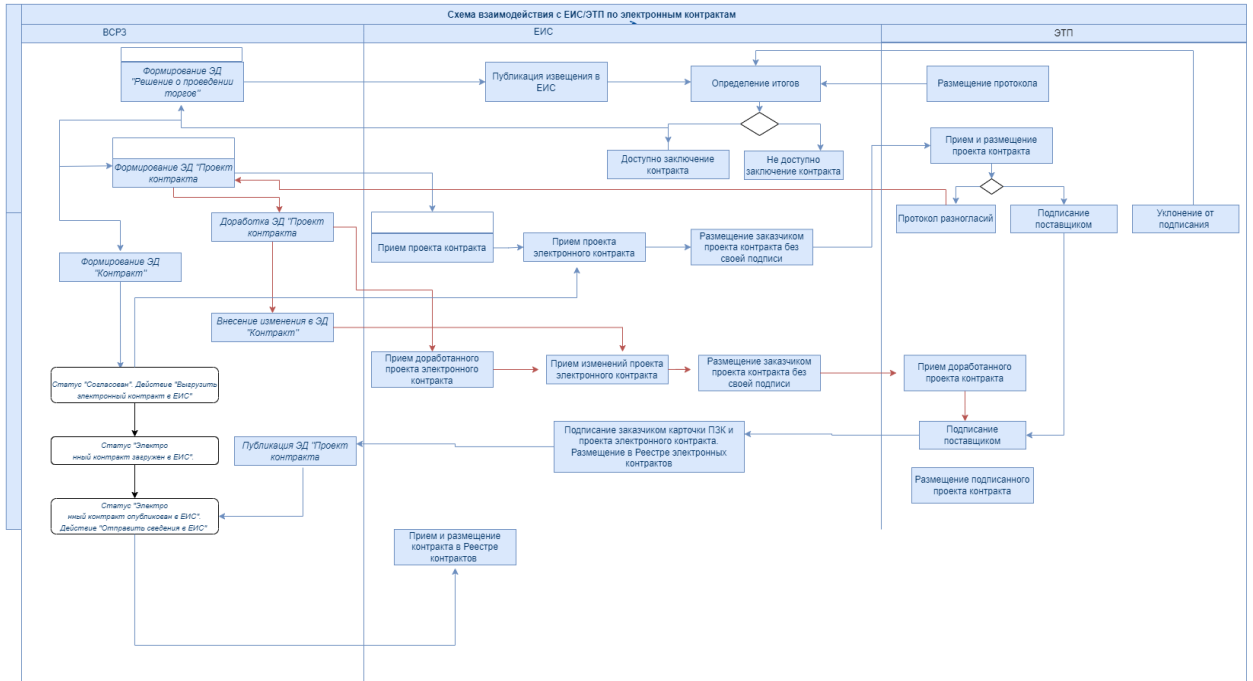 Схема взаимодействия с ЕИС/ЭТП по электронным контрактам
ВСРЗ
ЕИС
ЭТП
Формирование ЭД
"Решение о проведении
торгов"
Публикация извещения в
ЕИС
Определение итогов
Размещение протокола
Доступно заключение
контракта
Не доступно
заключение контракта
Прием и размещение
проекта контракта
Формирование ЭД "Проект
контракта
Доработка ЭД "Проект
контракта
Прием проекта контракта
Прием проекта
электронного контракта
Размещение заказчиком
проекта контракта без
своей подписи
Протокол разногласий
Подписание
поставщиком
Уклонение от
подписания
Формирование ЭД
"Контракт"
Внесение изменения в ЭД
"Контракт"
Прием доработанного
проекта электронного
контракта
Прием изменений проекта
электронного контракта
Размещение заказчиком
проекта контракта без
своей подписи
Прием доработанного
проекта контракта
Статус "Согласован". Действие "Выгрузить
электронный контракт в ЕИС"
Статус "Электро
нный контракт загружен в ЕИС".
Публикация ЭД "Проект
контракта
Подписание заказчиком карточки ПЗК и
проекта электронного контракта.
Размещение в Реестре электронных
контрактов
Подписание
поставщиком
Размещение подписанного
проекта контракта
Статус "Электро
нный контракт опубликован в ЕИС".
Действие "Отправить сведения в ЕИС"
Прием и размещение
контракта в Реестре
контрактов